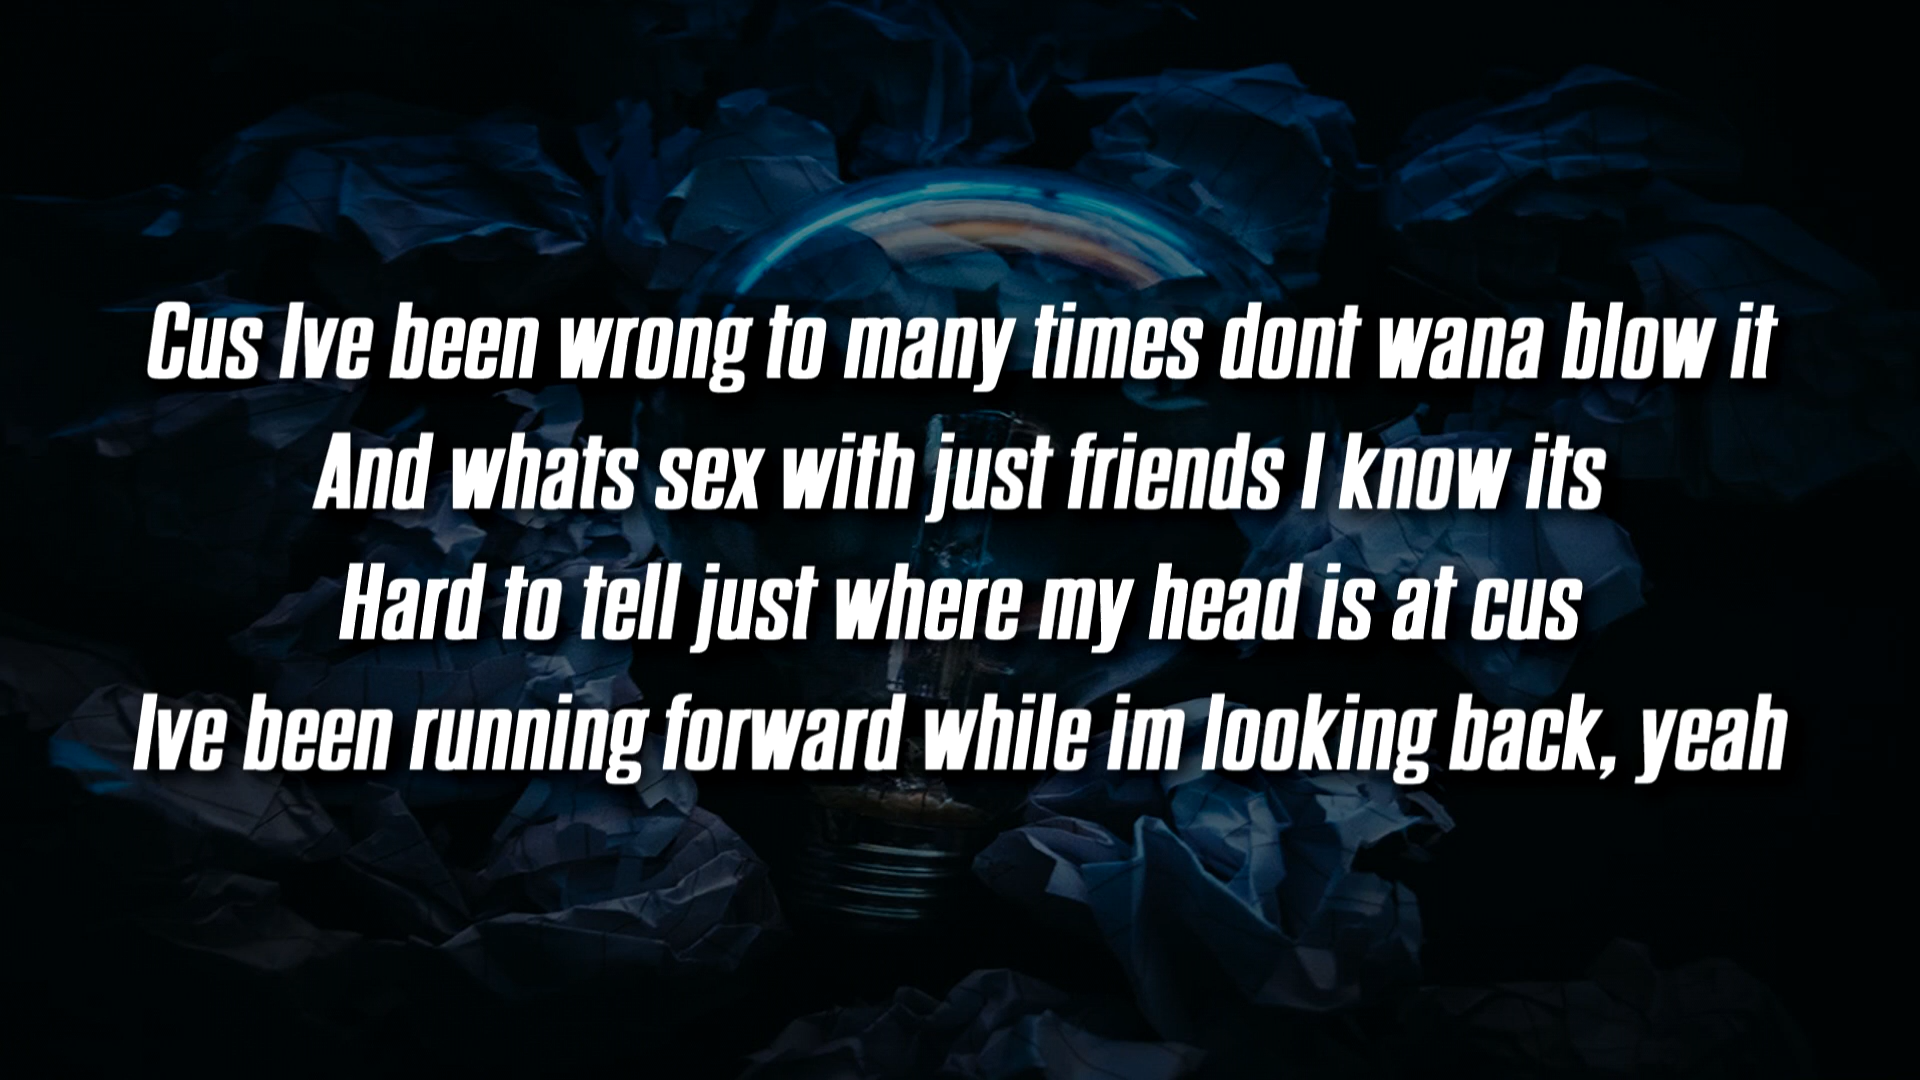 Cus Ive been wrong to many times dont wana blow it
And whats sex with just friends I know its
Hard to tell just where my head is at cus
Ive been running forward while im looking back, yeah